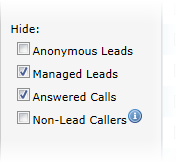 Hide:
Anonymous Leads
Managed Leads
Answered Calls
Non-Lead Callers